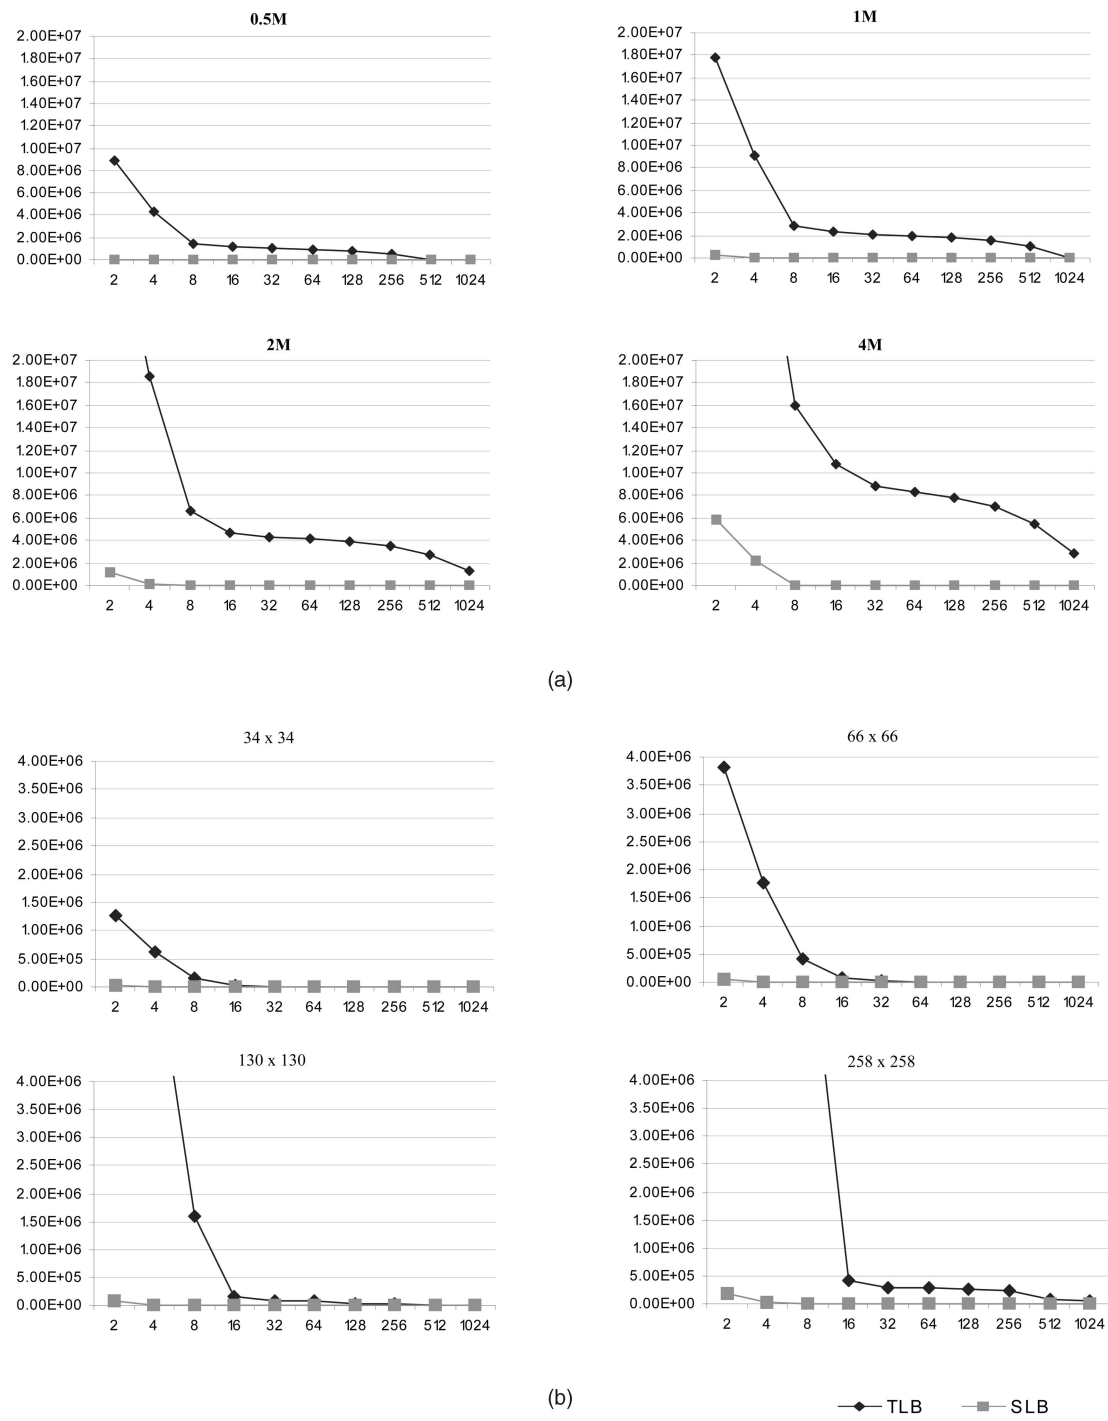 0.5M
2.00E+07
1.80E+07
1.60E+07
1.40E+07
1.20E+07
1.00E+07
8.00E+06
6.00E+06
4.00E+06
2.00E+06
0.00E+00
2 4 8 16 32 64 128 256 512 1024
1M
2.00E+07
1.80E+07
1.60E+07
1.40E+07
1.20E+07
1.00E+07
8.00E+06
6.00E+06
4.00E+06
2.00E+06
0.00E+00
2 4 8 16 32 64 128 256 512 1024
2M
2.00E+07
1.80E+07
1.60E+07
1.40E+07
1.20E+07
1.00E+07
8.00E+06
6.00E+06
4.00E+06
2.00E+06
0.00E+00
2 4 8 16 32 64 128 256 512 1024
4M
2.00E+07
1.80E+07
1.60E+07
1.40E+07
1.20E+07
1.00E+07
8.00E+06
6.00E+06
4.00E+06
2.00E+06
0.00E+00
2 4 8 16 32 64 128 256 512 1024
(a)
34 x 34
4.00E+06
3.50E+06
3.00E+06
2.50E+06
2.00E+06
1.50E+06
1.00E+06
5.00E+05
0.00E+00
2 4 8 16 32 64 128 256 512 1024
66 x 66
4.00E+06
3.50E+06
3.00E+06
2.50E+06
2.00E+06
1.50E+06
1.00E+06
5.00E+05
0.00E+00
2 4 8 16 32 64 128 256 512 1024
130 x 130
4.00E+06
3.50E+06
3.00E+06
2.50E+06
2.00E+06
1.50E+06
1.00E+06
5.00E+05
0.00E+00
2 4 8 16 32 64 128 256 512 1024
258 x 258
4.00E+06
3.50E+06
3.00E+06
2.50E+06
2.00E+06
1.50E+06
1.00E+06
5.00E+05
0.00E+00
2 4 8 16 32 64 128 256 512 1024
(b)
TLB SLB